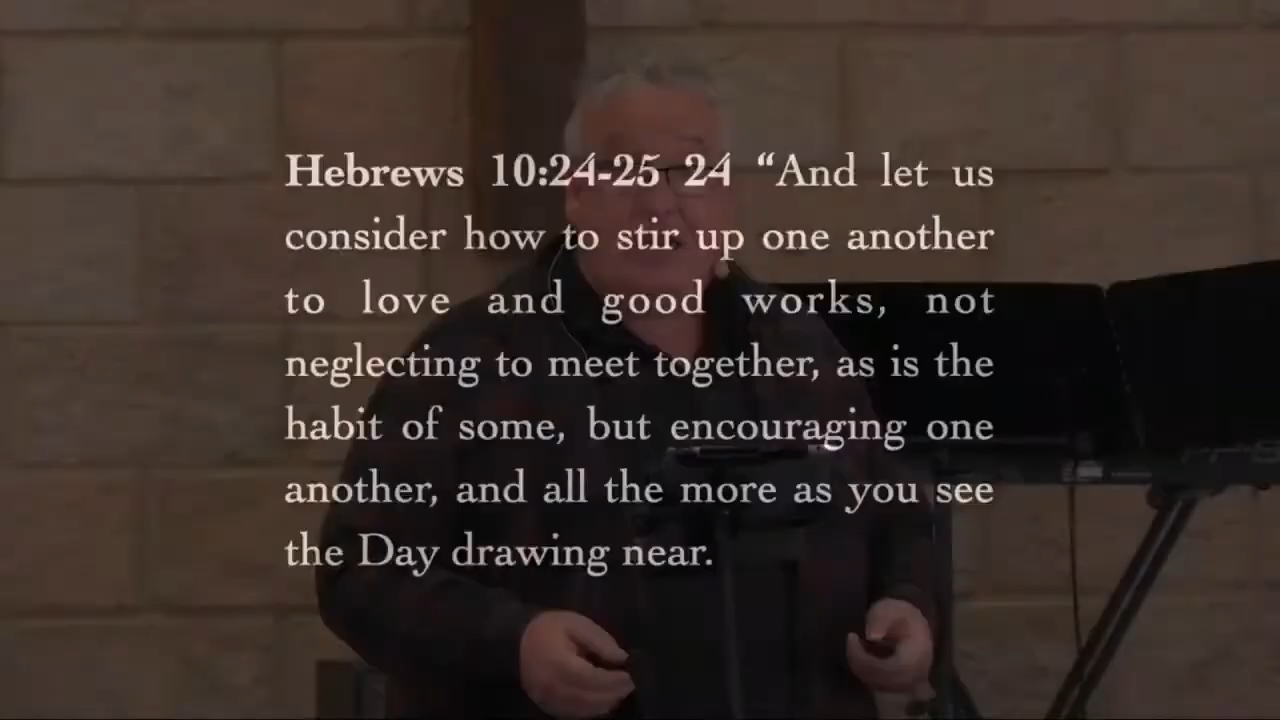 Hebrews 10:24-25 24 “And let us
consider how to stir up one another
to love and good works, not
neglecting to meet together, as is the
habit of some, but encouraging one
another, and all the more as you see
the Day drawing near.